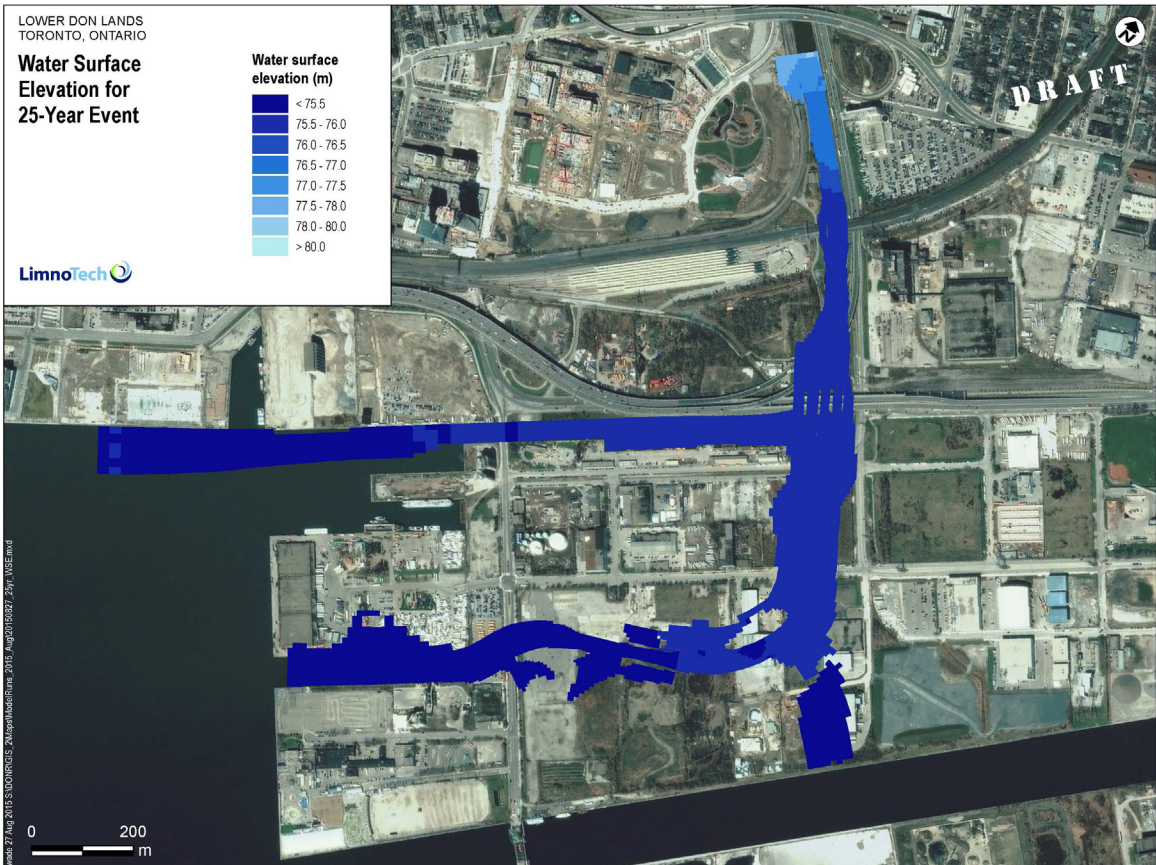 LOWER DON LANDS
TORONTO, ONTARIO
Water Surface
Elevation for
25-Year Event
Water surface
elevation (m)
< 75.5
75.5 - 76.0
76.0 - 76.5
76.5 - 77.0
77.0 - 77.5
77.5 - 78.0
78.0 - 80.0
> 80.0
LimnoTech
DRAFT
0 200
m